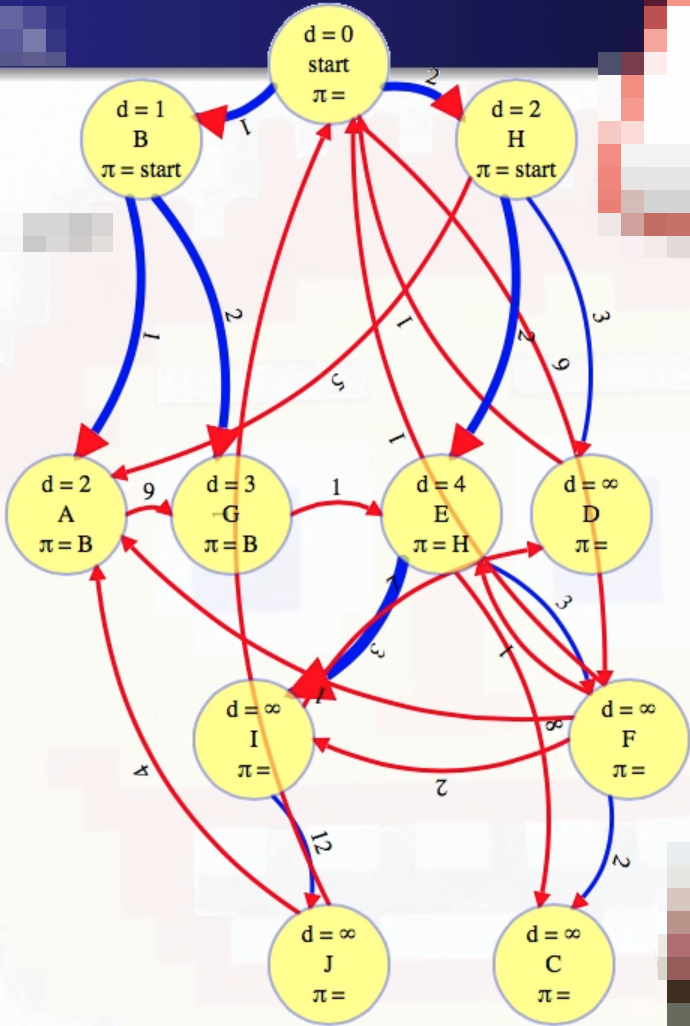 d = 0
start
π =
1
2
d = 1
B
π = start
d = 2
H
π = start
1
2
5
1
1
2
9
3
d = 2
A
π = B
9
d = 3
G
π = B
1
d = 4
E
π = H
d = ∞
D
π =
3
3
1
1
d = ∞
I
π =
8
d = ∞
F
π =
2
4
12
2
d = ∞
J
π =
d = ∞
C
π =